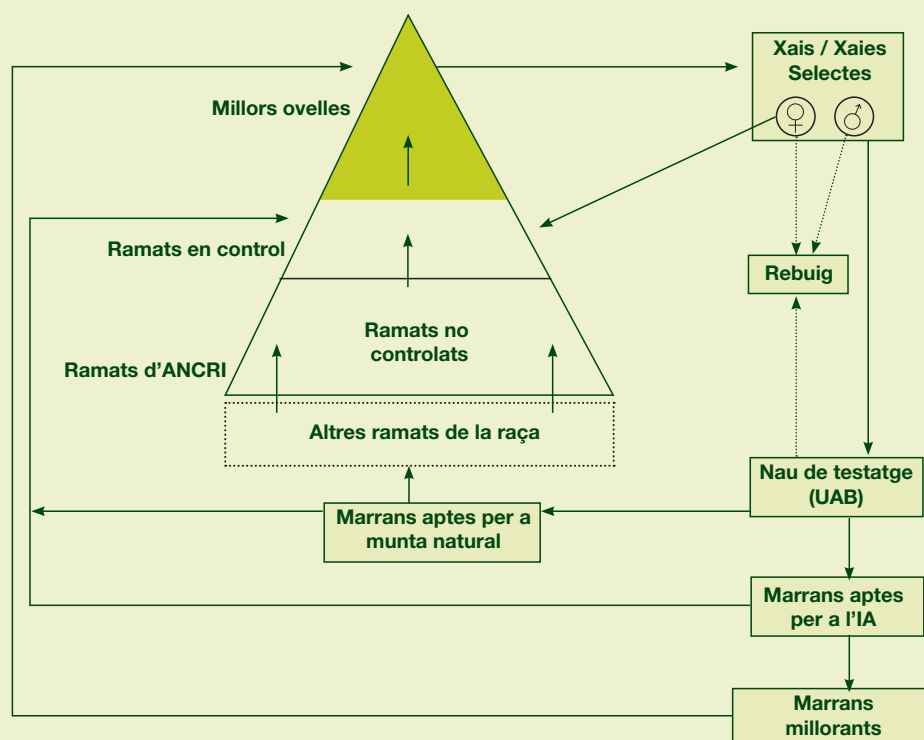 Xais / Xaies
Selectes
Millors ovelles
Ramats en control
Rebuig
Ramats no
controlats
Ramats d'ANCRI
Altres ramats de la raça
Nau de testatge
(UAB)
Marrans aptes per a
munta natural
Marrans aptes
per a l'IA
Marrans
millorants